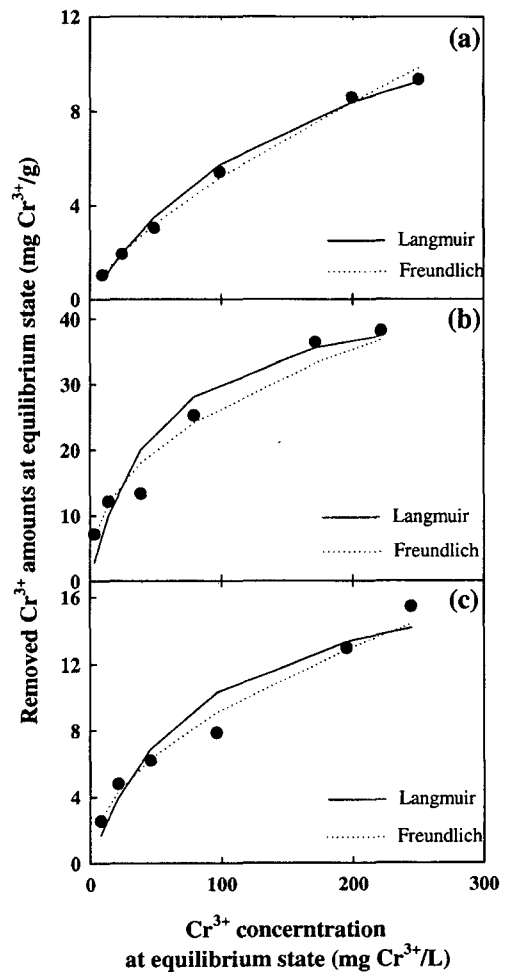 Removed Cr³⁺ amounts at equilibrium state (mg Cr³⁺/g)
12
8
4
0
(a)
Langmuir
Freundlich
40
30
20
10
0
(b)
Langmuir
Freundlich
16
12
8
4
0
(c)
Langmuir
Freundlich
0 100 200 300
Cr³⁺ concerntration
at equilibrium state (mg Cr³⁺/L)